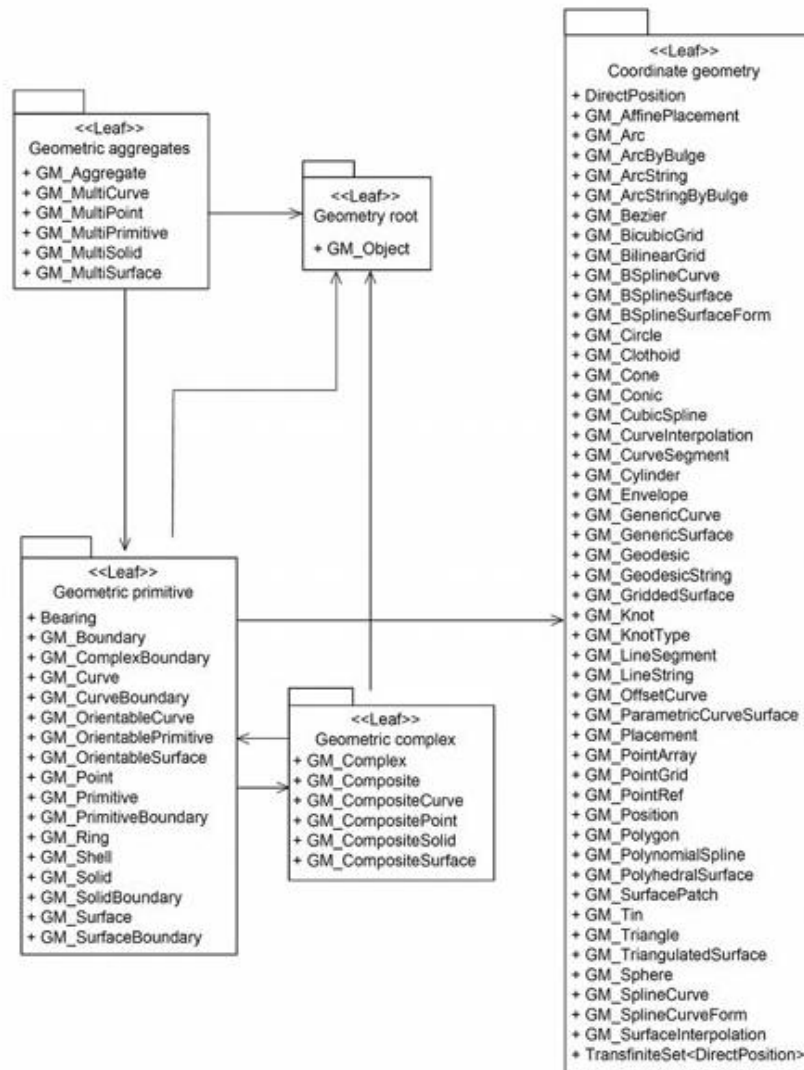 <<Leaf>>
Geometric aggregates
+ GM_Aggregate
+ GM_MultiCurve
+ GM_MultiPoint
+ GM_MultiPrimitive
+ GM_MultiSolid
+ GM_MultiSurface
<<Leaf>>
Geometry root
+ GM_Object
<<Leaf>>
Geometric primitive
+ Bearing
+ GM_Boundary
+ GM_ComplexBoundary
+ GM_Curve
+ GM_CurveBoundary
+ GM_OrientableCurve
+ GM_OrientablePrimitive
+ GM_OrientableSurface
+ GM_Point
+ GM_Primitive
+ GM_PrimitiveBoundary
+ GM_Ring
+ GM_Shell
+ GM_Solid
+ GM_SolidBoundary
+ GM_Surface
+ GM_SurfaceBoundary
<<Leaf>>
Geometric complex
+ GM_Complex
+ GM_Composite
+ GM_CompositeCurve
+ GM_CompositePoint
+ GM_CompositeSolid
+ GM_CompositeSurface
<<Leaf>>
Coordinate geometry
+ DirectPosition
+ GM_AffinePlacement
+ GM_Arc
+ GM_ArcByBulge
+ GM_ArcString
+ GM_ArcStringByBulge
+ GM_Bezier
+ GM_BicubicGrid
+ GM_BilinearGrid
+ GM_BSplineCurve
+ GM_BSplineSurface
+ GM_BSplineSurfaceForm
+ GM_Circle
+ GM_Clothoid
+ GM_Cone
+ GM_Conic
+ GM_CubicSpline
+ GM_CurveInterpolation
+ GM_CurveSegment
+ GM_Cylinder
+ GM_Envelope
+ GM_GenericCurve
+ GM_GenericSurface
+ GM_Geodesic
+ GM_GeodesicString
+ GM_GriddedSurface
+ GM_Knot
+ GM_KnotType
+ GM_LineSegment
+ GM_LineString
+ GM_OffsetCurve
+ GM_ParametricCurveSurface
+ GM_Placement
+ GM_PointArray
+ GM_PointGrid
+ GM_PointRef
+ GM_Position
+ GM_Polygon
+ GM_PolynomialSpline
+ GM_PolyhedralSurface
+ GM_SurfacePatch
+ GM_Tin
+ GM_Triangle
+ GM_TriangulatedSurface
+ GM_Sphere
+ GM_SplineCurve
+ GM_SplineCurveForm
+ GM_SurfaceInterpolation
+ TransfiniteSet<DirectPosition>